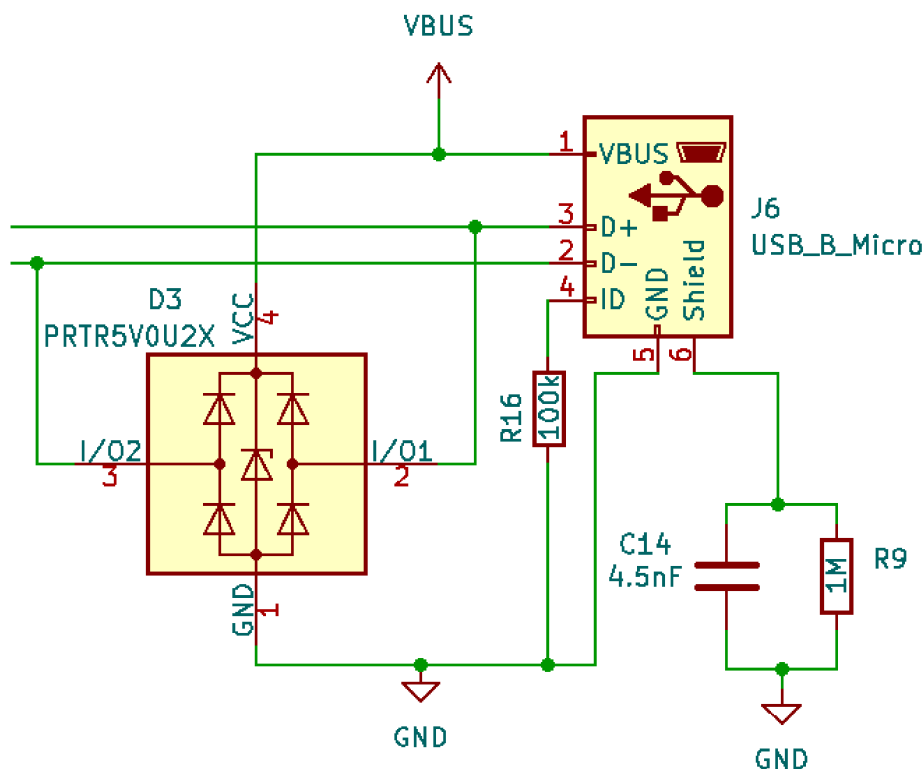 VBUS
1
VBUS
3
D+
2
D-
4
ID
GND
Shield
5
6
J6
USB_B_Micro
D3
PRTR5V0U2X
VCC
4
I/O2
3
I/O1
2
GND
1
R16
100k
C14
4.5nF
1M
R9
GND
GND